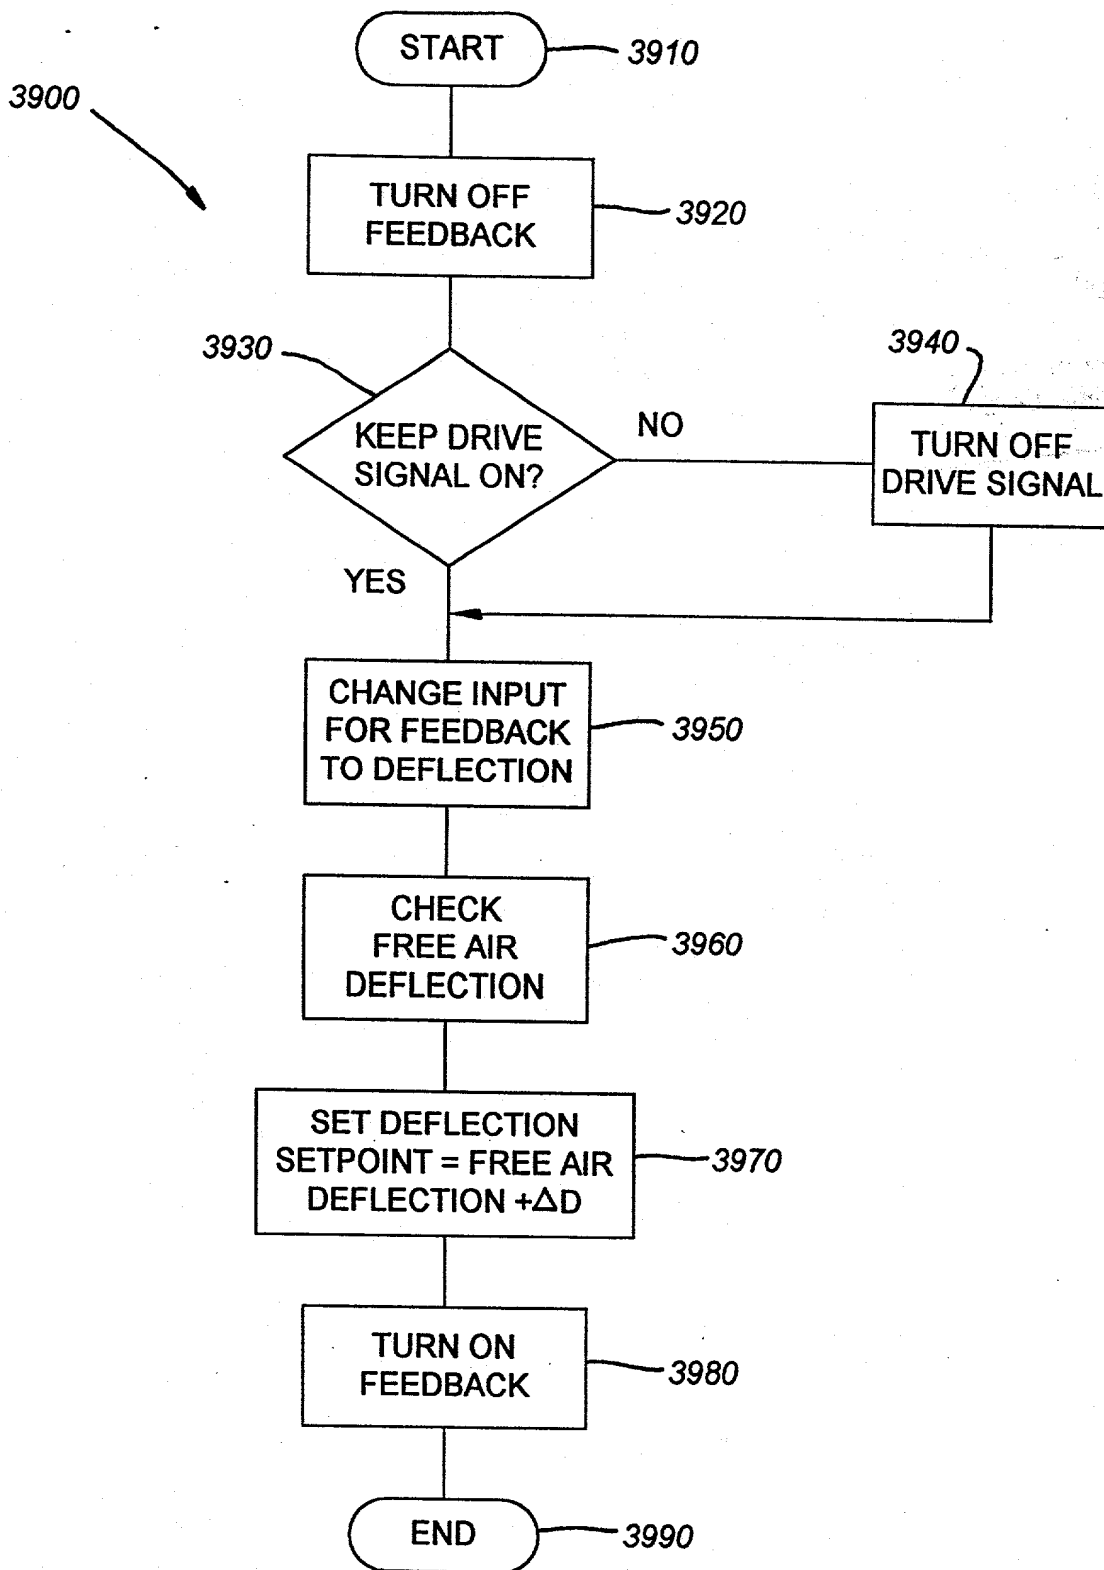 START
3910
3900
TURN OFF
FEEDBACK
3920
3930
KEEP DRIVE
SIGNAL ON?
NO
3940
TURN OFF
DRIVE SIGNAL
YES
CHANGE INPUT
FOR FEEDBACK
TO DEFLECTION
3950
CHECK
FREE AIR
DEFLECTION
3960
SET DEFLECTION
SETPOINT = FREE AIR
DEFLECTION +ΔD
3970
TURN ON
FEEDBACK
3980
END
3990